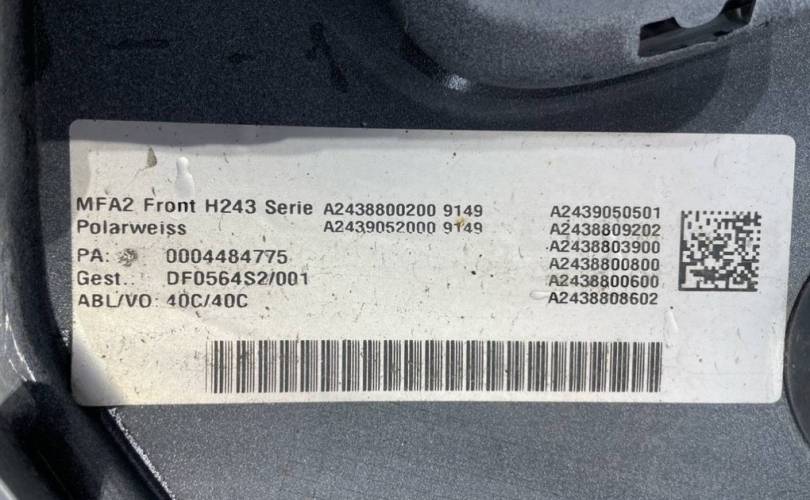 MFA2 Front H243 Serie A2438800200 9149 A2439050501
Polarweiss A2439052000 9149 A2438809202
A2438803900
PA: 0004484775 A2438800800
Gest.: DF0564S2/001 A2438800600
ABL/VO: 40C/40C A2438808602